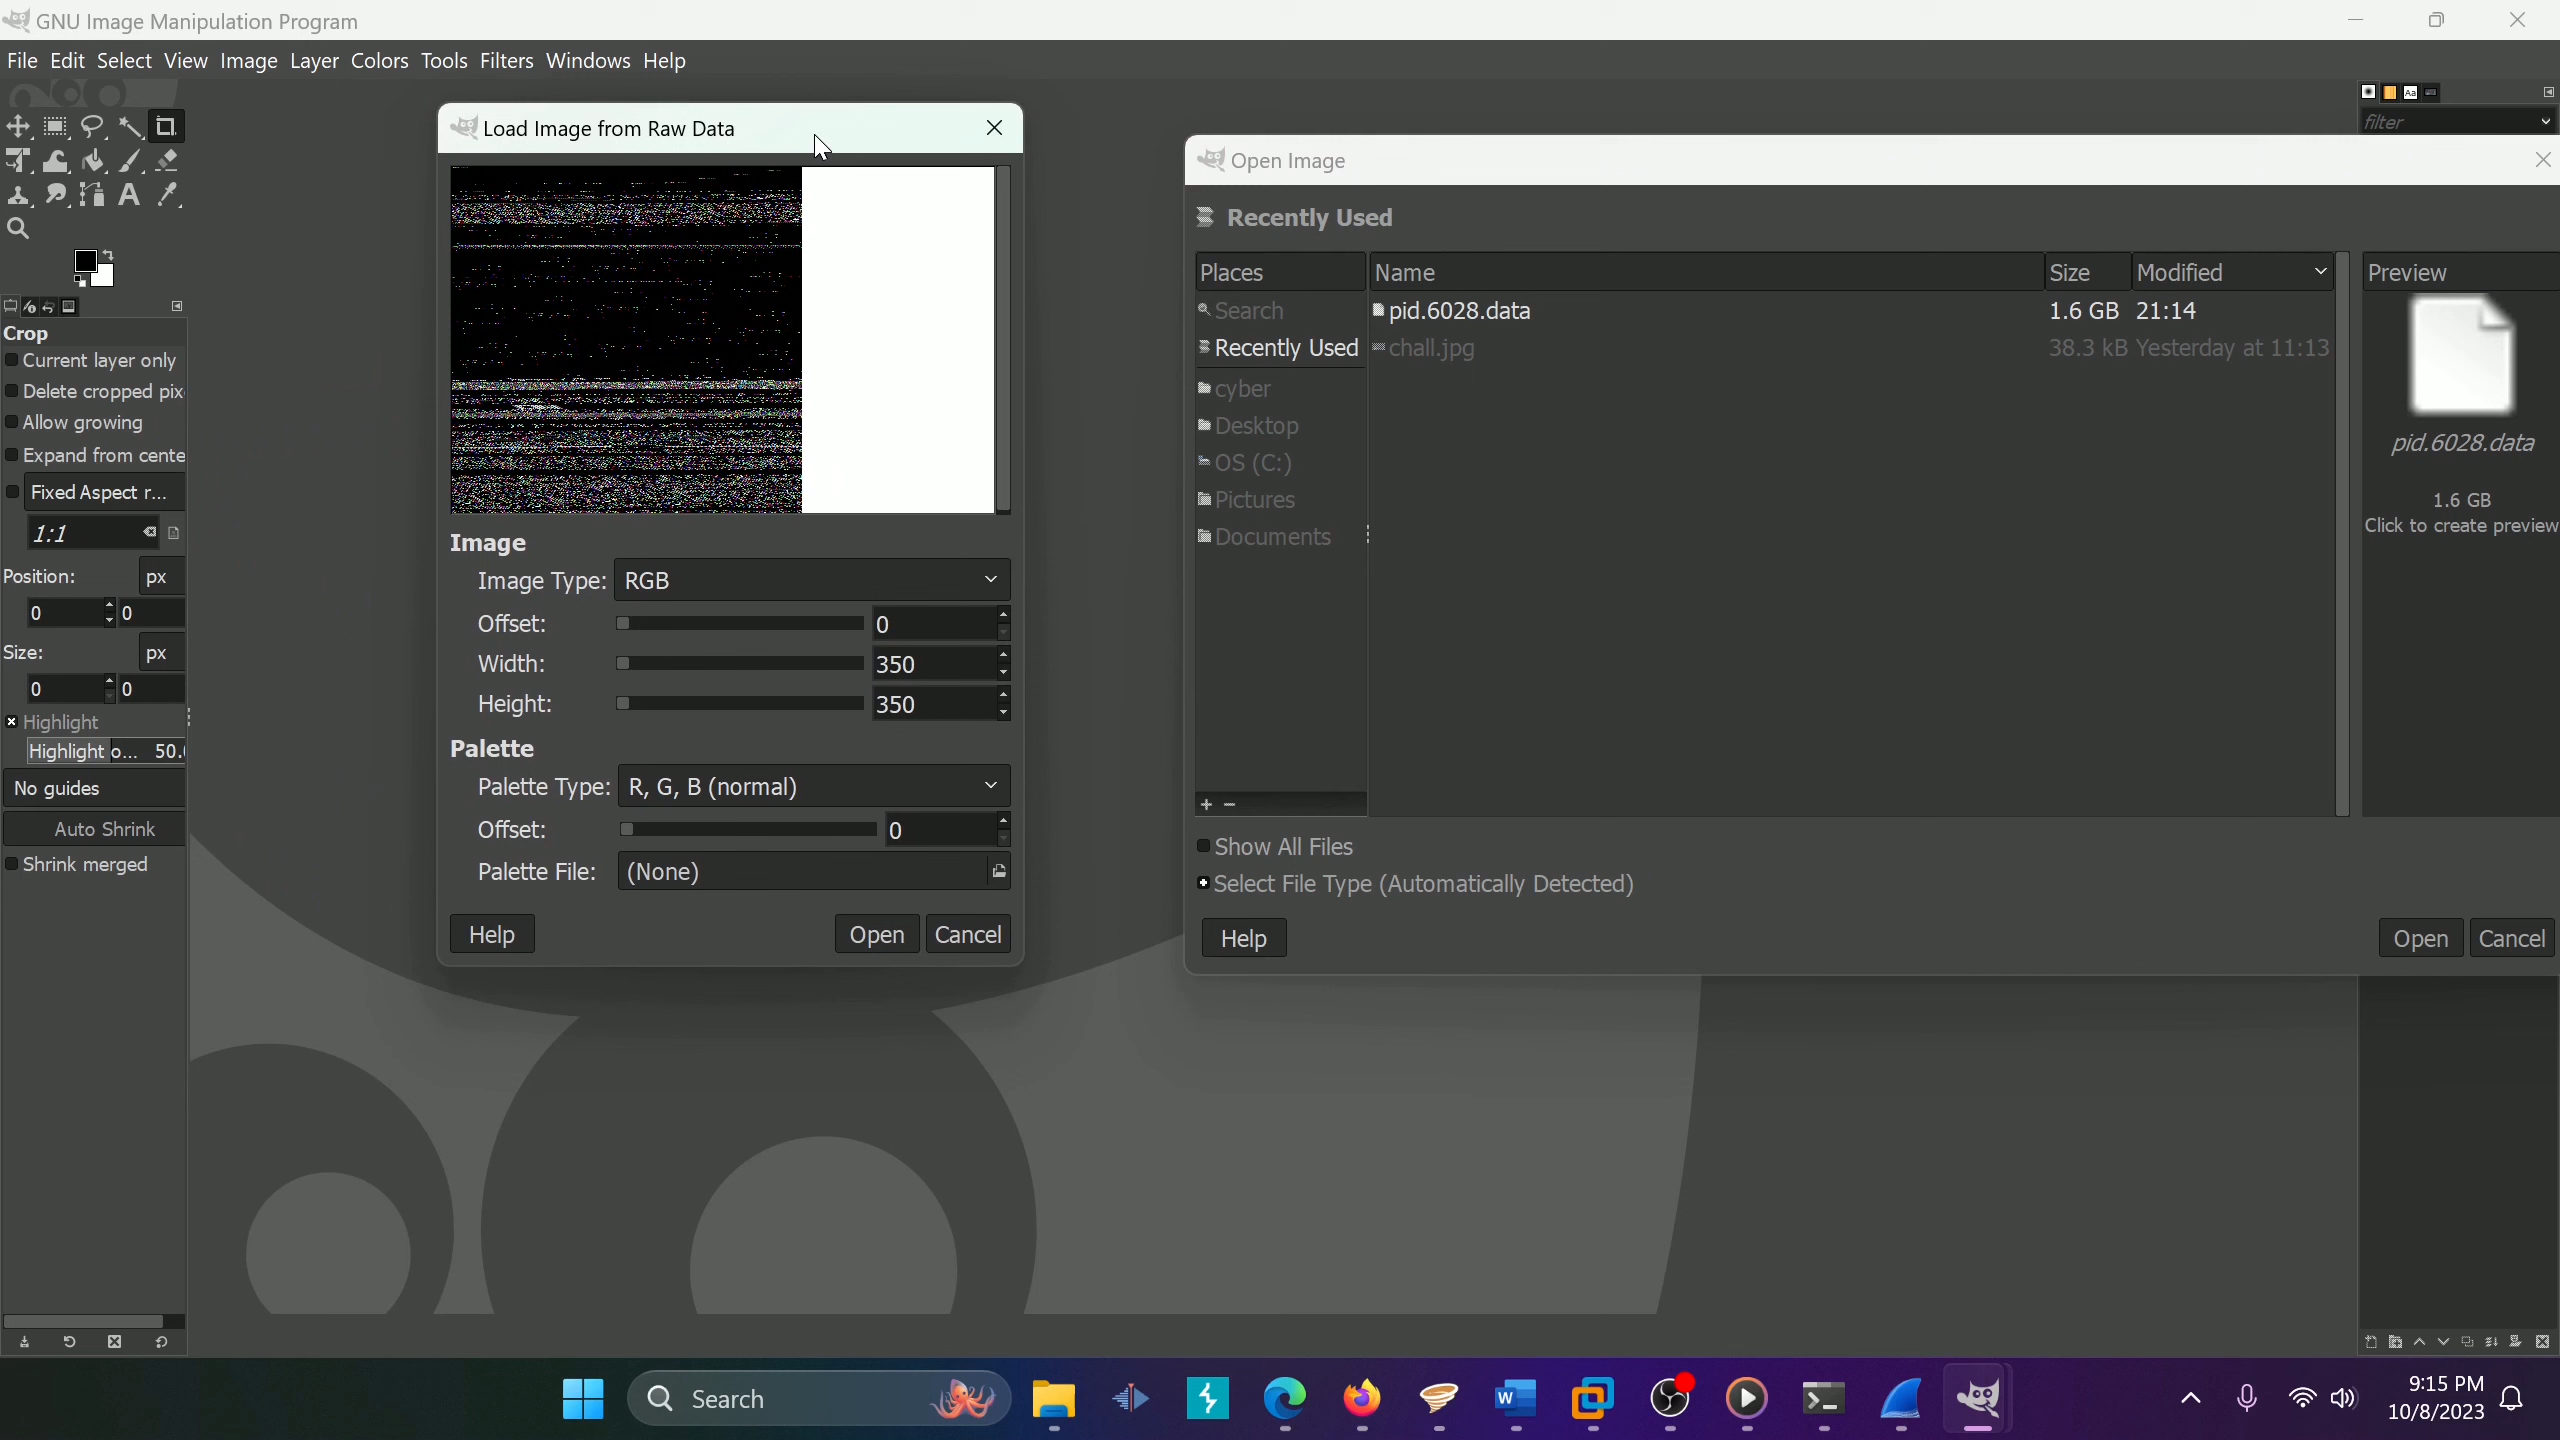 GNU Image Manipulation Program
File Edit Select View Image Layer Colors Tools Filters Windows Help
Crop
Current layer only
Delete cropped pix
Allow growing
Expand from cente
Fixed Aspect r...
1:1
Position:
px
0
0
Size:
px
0
0
Highlight
Highlight o... 50.0
No guides
Auto Shrink
Shrink merged
Load Image from Raw Data
Image
Image Type: RGB
Offset: 0
Width: 350
Height: 350
Palette
Palette Type: R, G, B (normal)
Offset: 0
Palette File: (None)
Help
Open
Cancel
Open Image
Recently Used
Places
Name
Size
Modified
Preview
Search
Recently Used
cyber
Desktop
OS (C:)
Pictures
Documents
pid.6028.data 1.6 GB 21:14
chall.jpg 38.3 kB Yesterday at 11:13
pid.6028.data
1.6 GB
Click to create preview
Show All Files
Select File Type (Automatically Detected)
Help
Open
Cancel
filter
Aa
Search
9:15 PM
10/8/2023